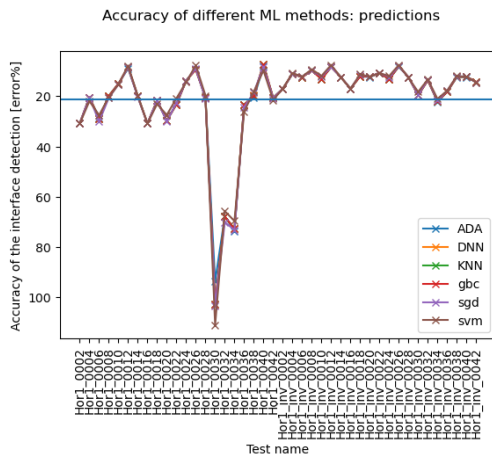 Accuracy of different ML methods: predictions
Accuracy of the interface detection [error%]
20
40
60
80
100
ADA
DNN
KNN
gbc
sgd
svm
Hor1_0002
Hor1_0004
Hor1_0006
Hor1_0008
Hor1_0010
Hor1_0012
Hor1_0014
Hor1_0016
Hor1_0018
Hor1_0020
Hor1_0022
Hor1_0024
Hor1_0026
Hor1_0028
Hor1_0030
Hor1_0032
Hor1_0034
Hor1_0036
Hor1_0038
Hor1_0040
Hor1_0042
Hor1_inv_0002
Hor1_inv_0004
Hor1_inv_0006
Hor1_inv_0008
Hor1_inv_0010
Hor1_inv_0012
Hor1_inv_0014
Hor1_inv_0016
Hor1_inv_0018
Hor1_inv_0020
Hor1_inv_0022
Hor1_inv_0024
Hor1_inv_0026
Hor1_inv_0028
Hor1_inv_0030
Hor1_inv_0032
Hor1_inv_0034
Hor1_inv_0036
Hor1_inv_0038
Hor1_inv_0040
Hor1_inv_0042
Test name